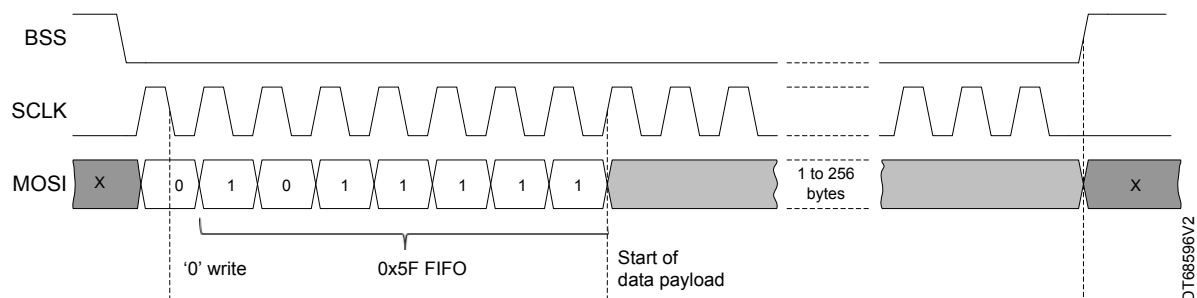 BSS
SCLK
MOSI
X
0
1
0
1
1
1
1
1
1 to 256
bytes
X
‘0’ write
0x5F FIFO
Start of
data payload
DT68596V2